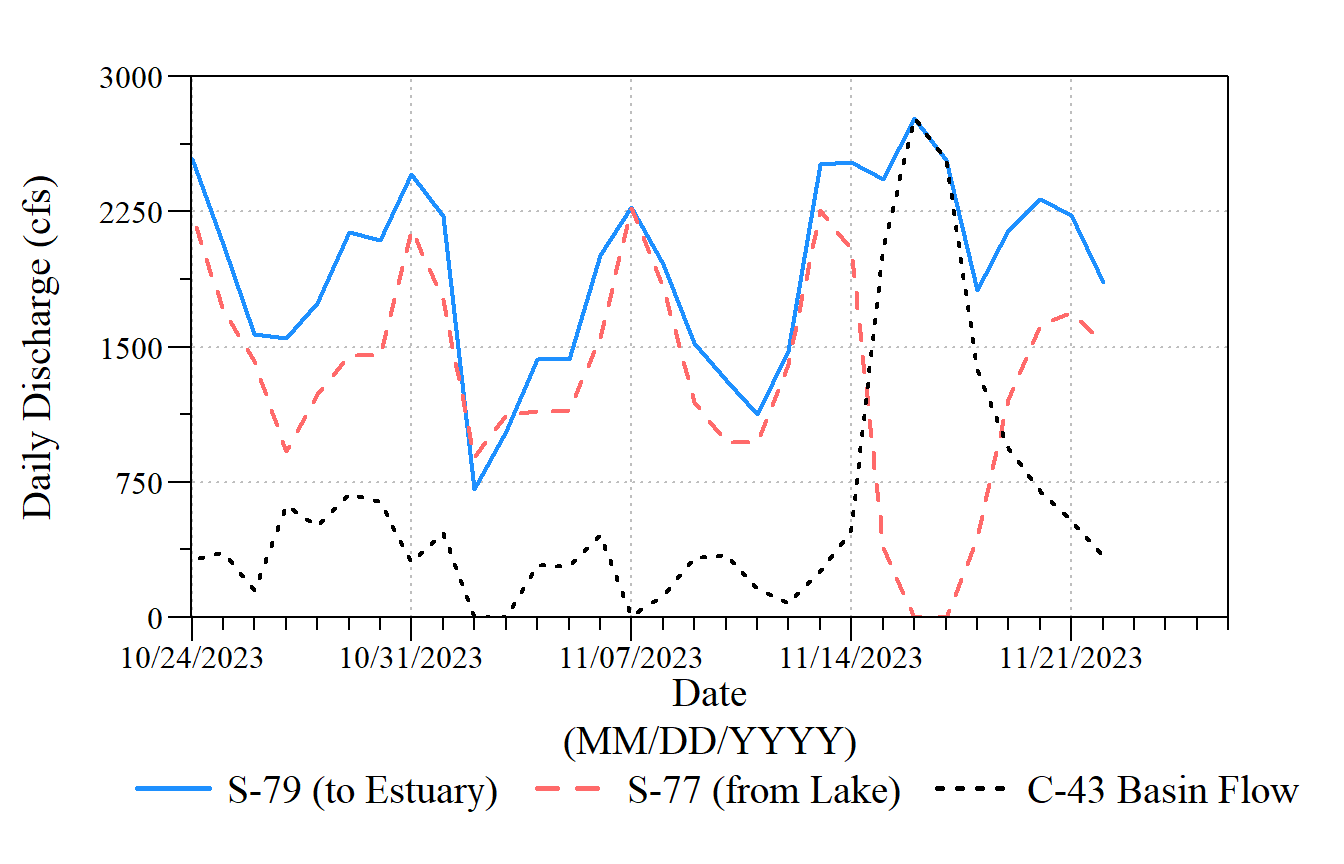 Daily Discharge (cfs)
3000
2250
1500
750
0
10/24/2023 10/31/2023 11/07/2023 11/14/2023 11/21/2023
Date
(MM/DD/YYYY)
S-79 (to Estuary) S-77 (from Lake) C-43 Basin Flow